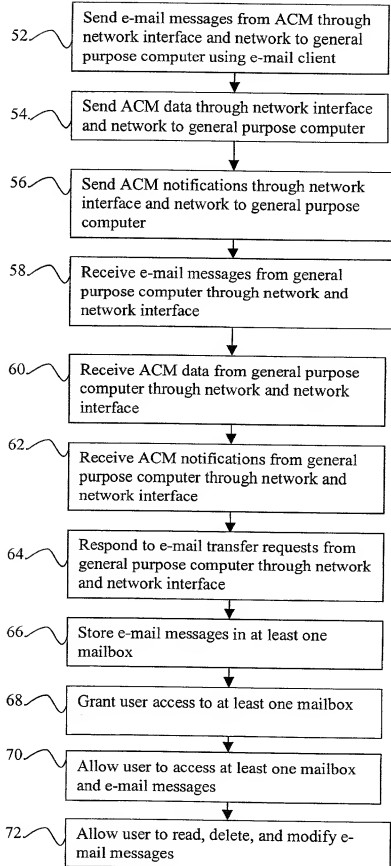 52
Send e-mail messages from ACM through
network interface and network to general
purpose computer using e-mail client
54
Send ACM data through network interface
and network to general purpose computer
56
Send ACM notifications through network
interface and network to general purpose
computer
58
Receive e-mail messages from general
purpose computer through network and
network interface
60
Receive ACM data from general purpose
computer through network and network
interface
62
Receive ACM notifications from general
purpose computer through network and
network interface
64
Respond to e-mail transfer requests from
general purpose computer through network
and network interface
66
Store e-mail messages in at least one
mailbox
68
Grant user access to at least one mailbox
70
Allow user to access at least one mailbox
and e-mail messages
72
Allow user to read, delete, and modify e-
mail messages